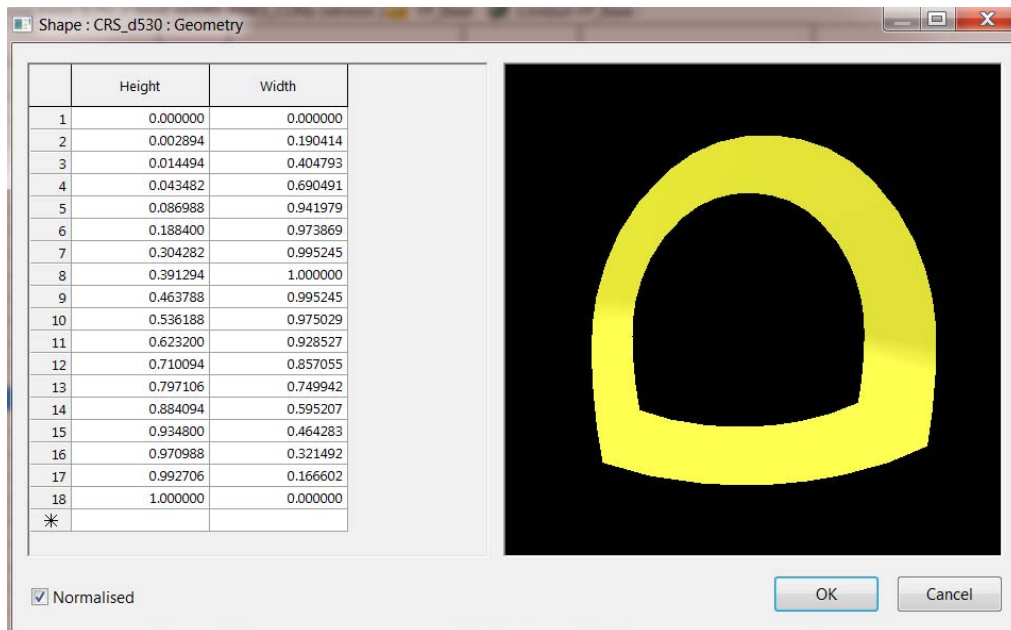 Shape : CRS_d530 : Geometry
Height Width
1 0.000000 0.000000
2 0.002894 0.190414
3 0.014494 0.404793
4 0.043482 0.690491
5 0.086988 0.941979
6 0.188400 0.973869
7 0.304282 0.995245
8 0.391294 1.000000
9 0.463788 0.995245
10 0.536188 0.975029
11 0.623200 0.928527
12 0.710094 0.857055
13 0.797106 0.749942
14 0.884094 0.595207
15 0.934800 0.464283
16 0.970988 0.321492
17 0.992706 0.166602
18 1.000000 0.000000
Normalised
OK Cancel